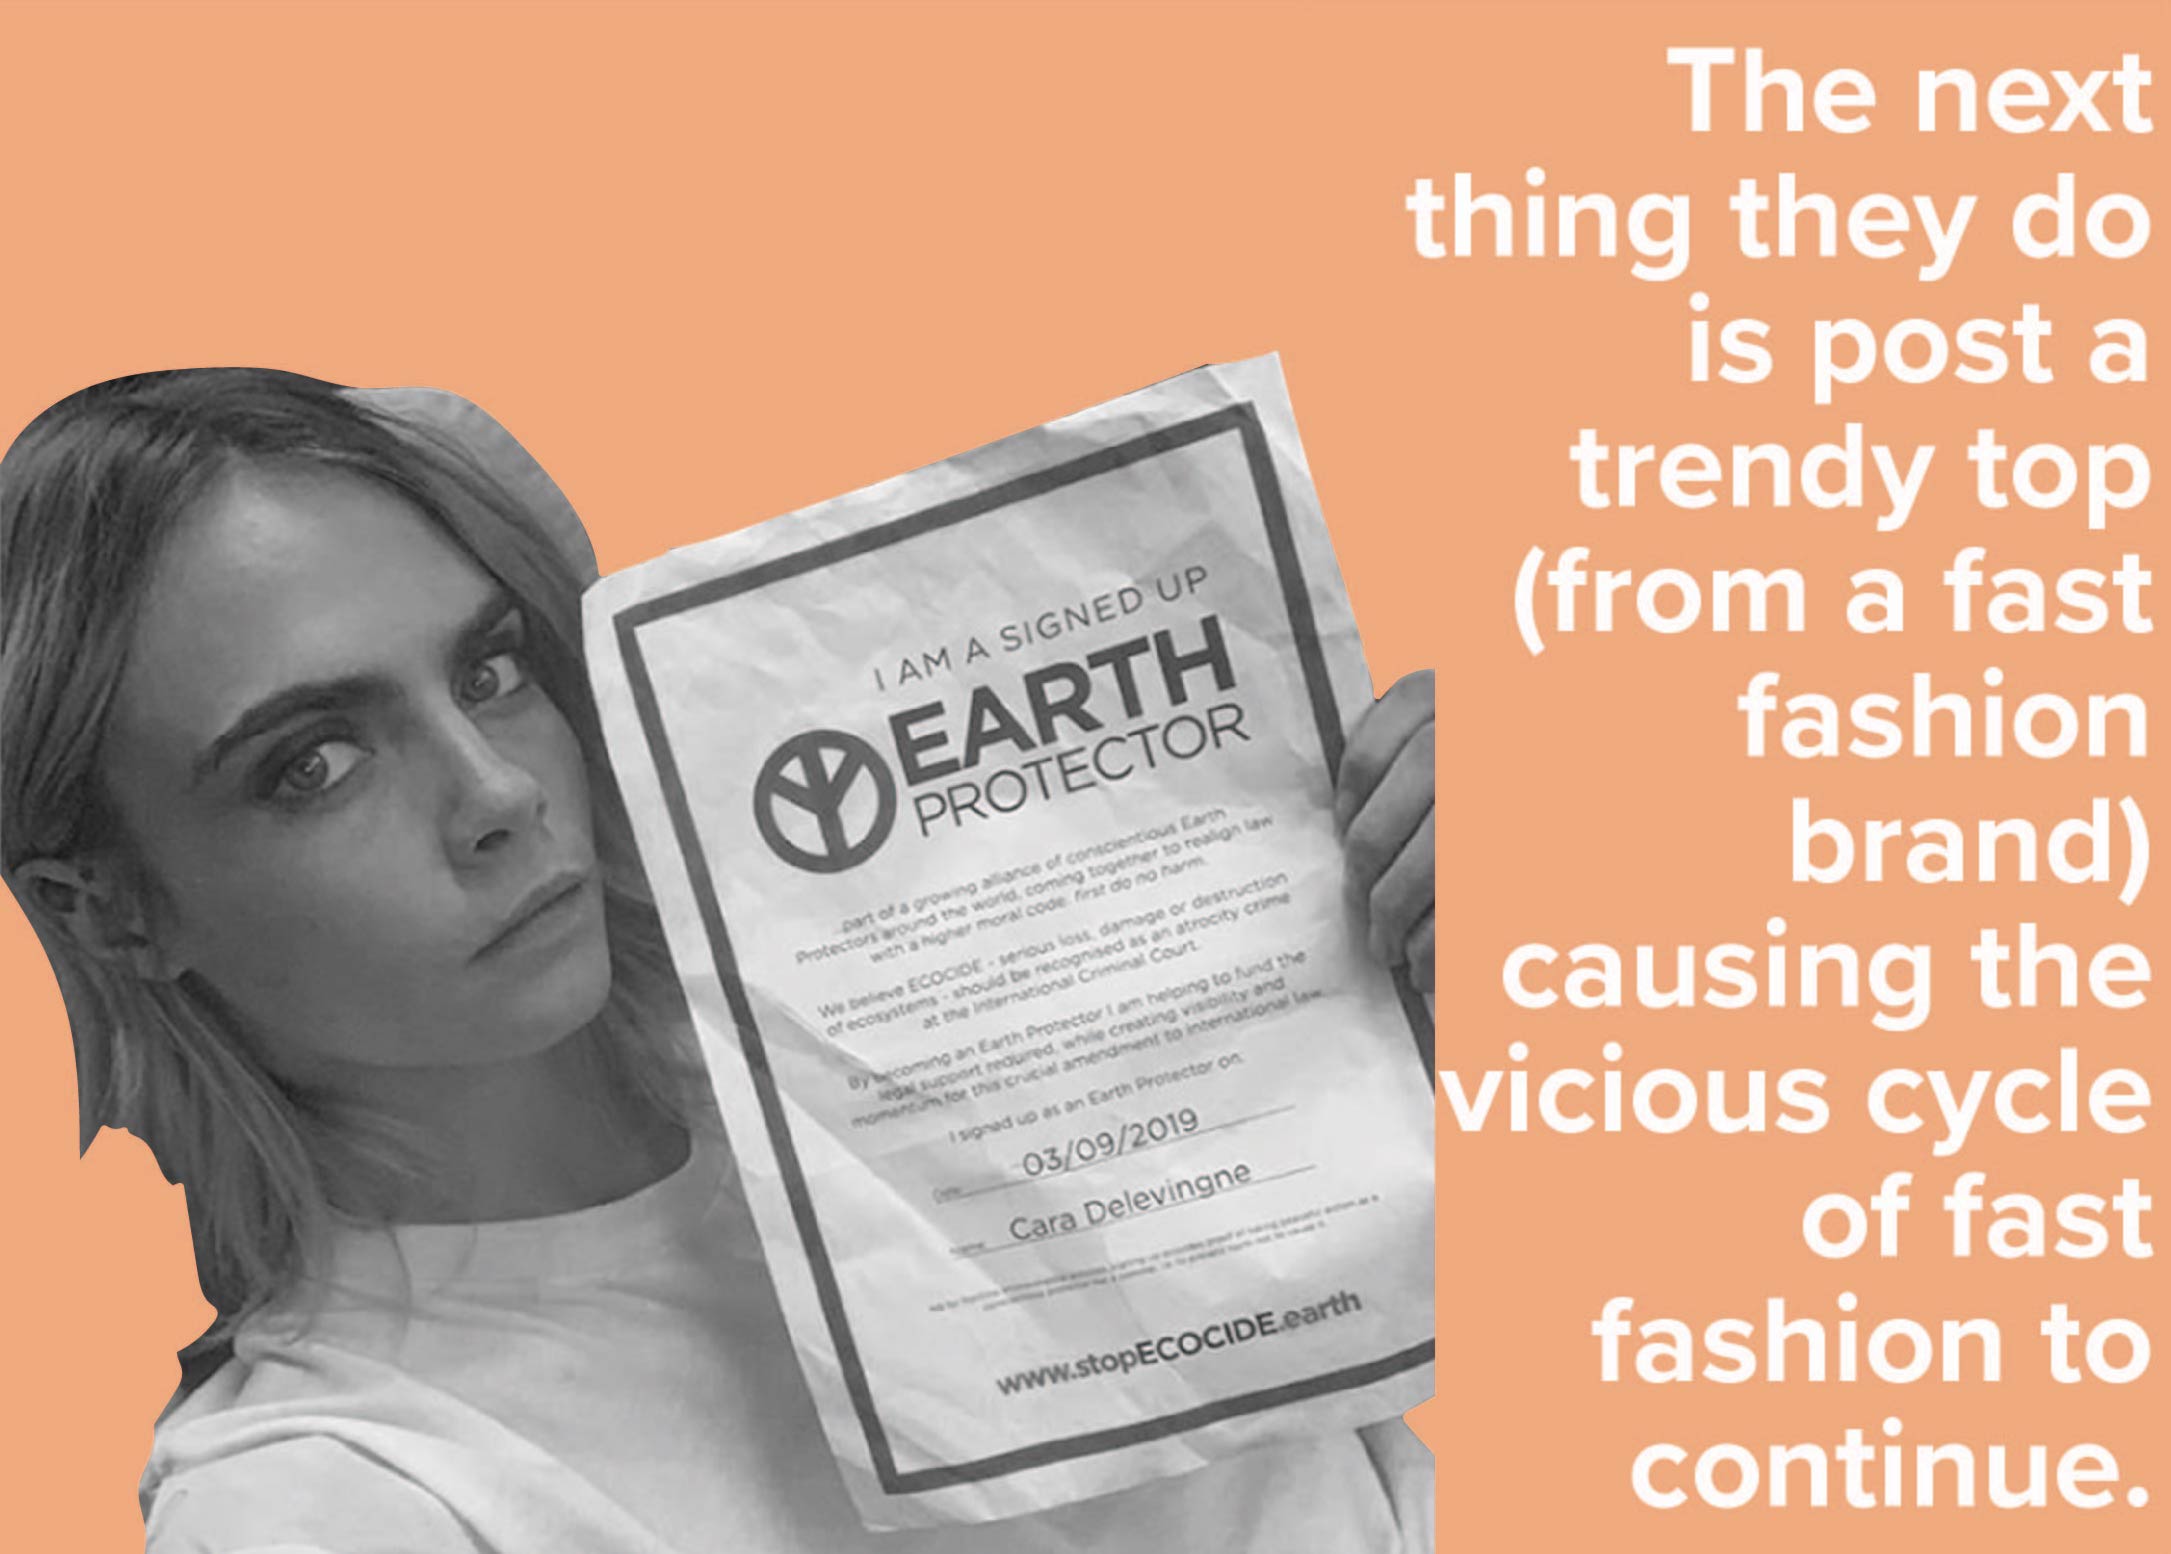 The next
thing they do
is post a
trendy top
(from a fast
fashion
brand)
causing the
vicious cycle
of fast
fashion to
continue.
I AM A SIGNED UP
EARTH
PROTECTOR
...part of a growing alliance of conscientious Earth
Protectors around the world, coming together to realign law
with a higher moral code: first do no harm.
We believe ECOCIDE - serious loss, damage or destruction
of ecosystems - should be recognised as an atrocity crime
at the International Criminal Court.
By becoming an Earth Protector I am helping to fund the
legal support required, while creating visibility and
momentum for this crucial amendment to international law.
I signed up as an Earth Protector on:
Date: 03/09/2019
Name: Cara Delevingne
www.stopECOCIDE.earth